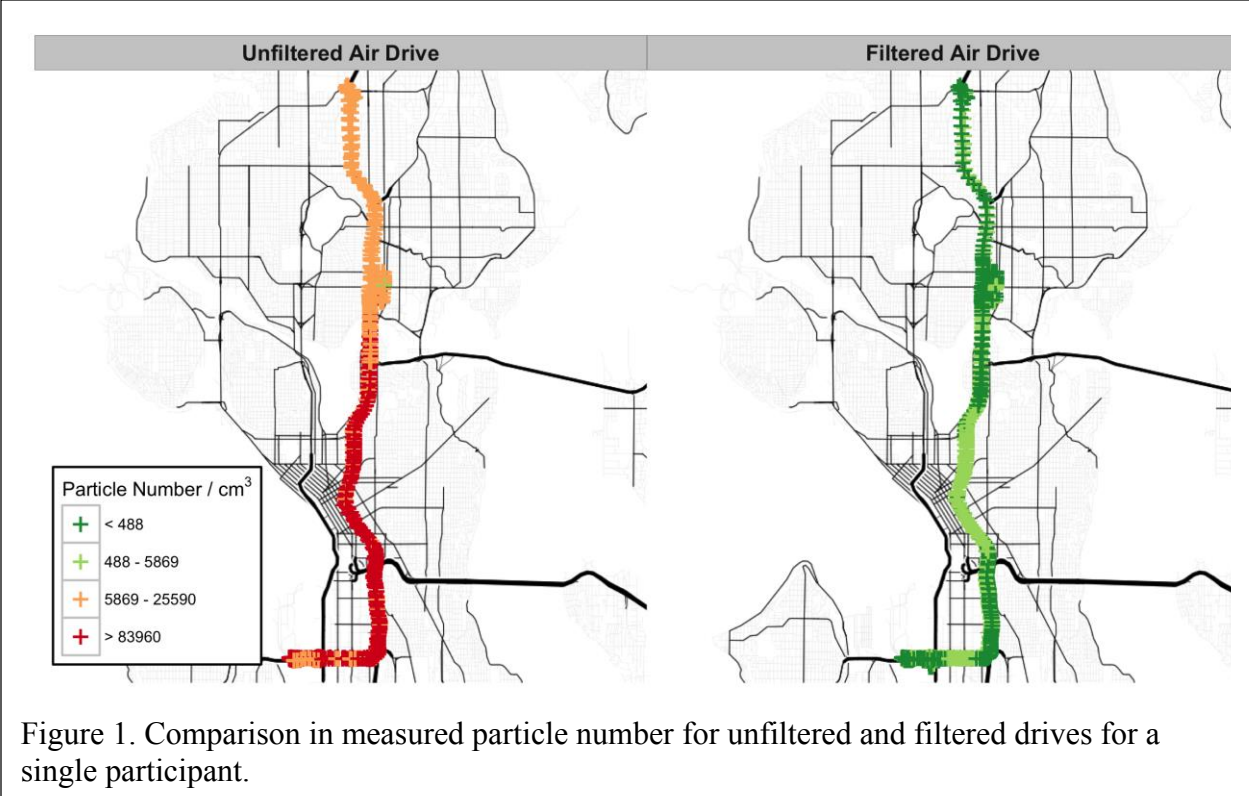 Unfiltered Air Drive
Filtered Air Drive
Particle Number / cm³
< 488
488 - 5869
5869 - 25590
> 83960
Figure 1. Comparison in measured particle number for unfiltered and filtered drives for a
single participant.